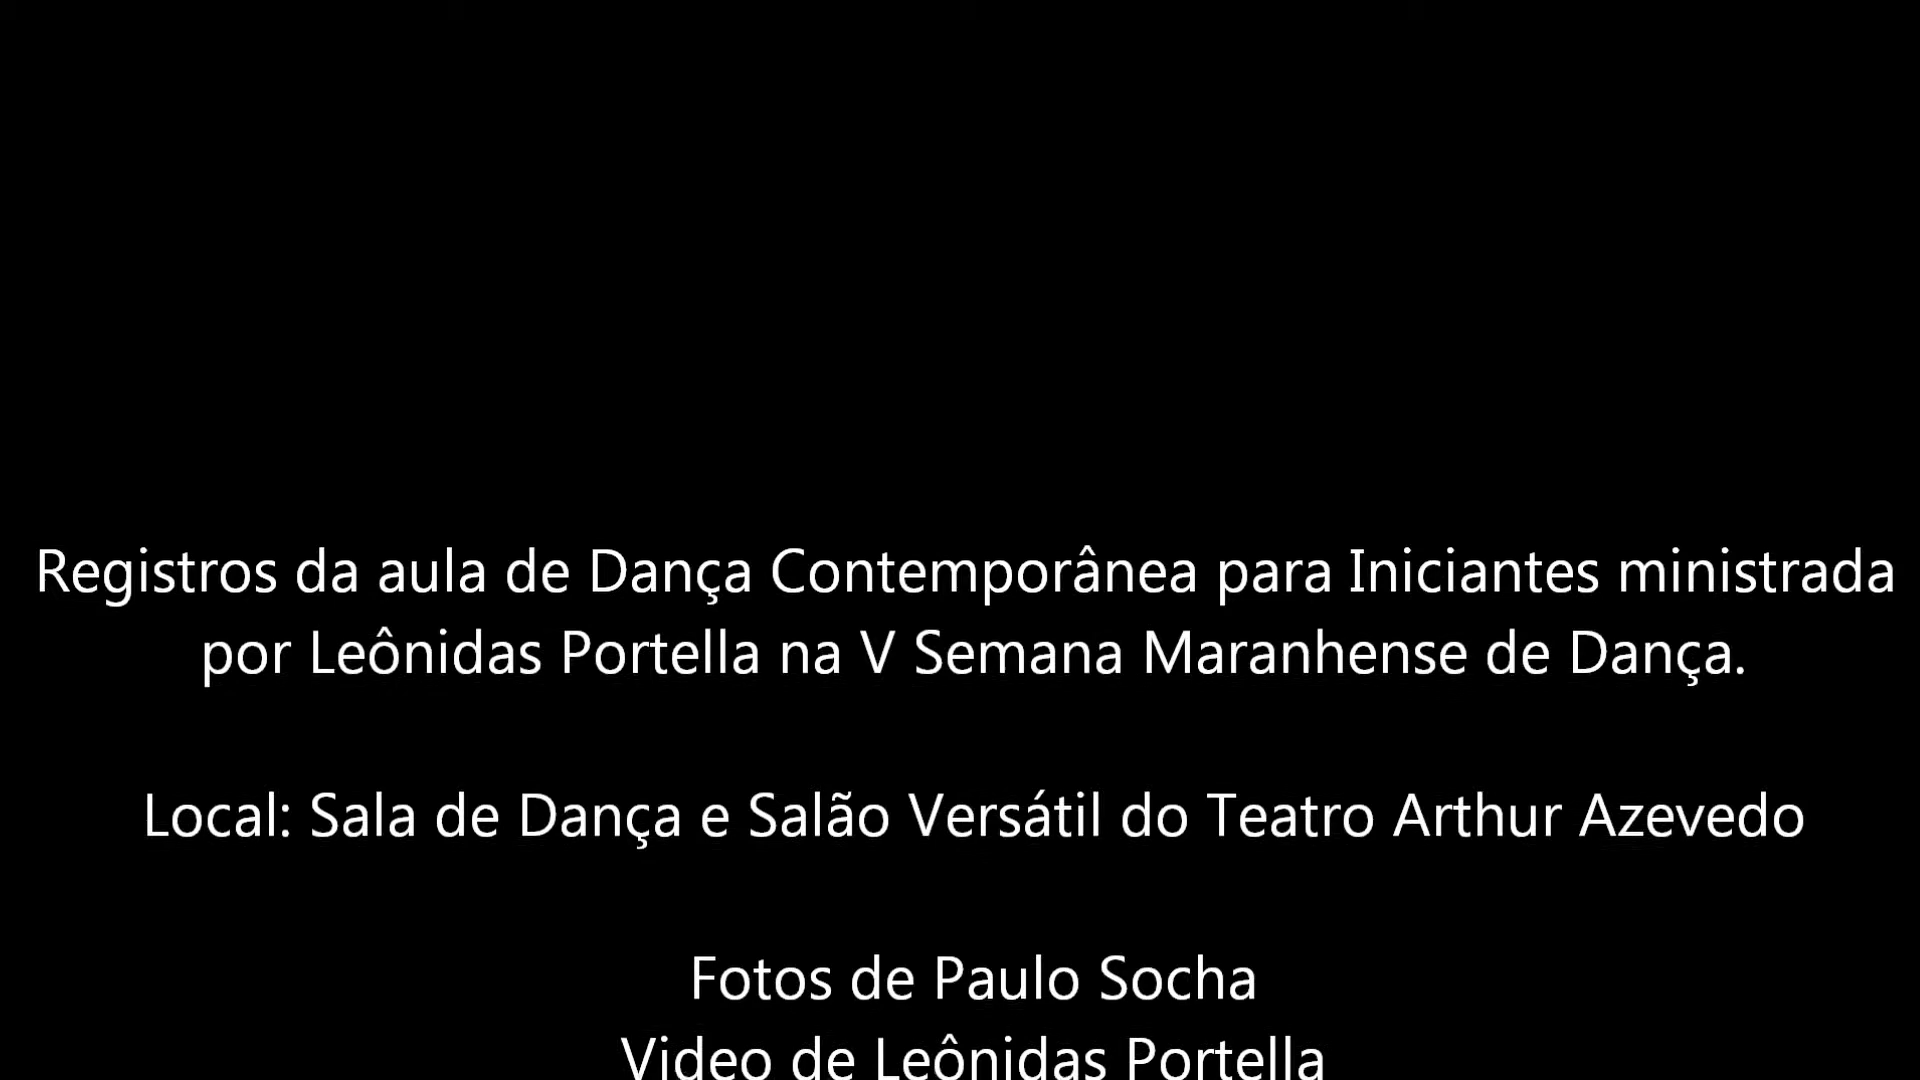 Registros da aula de Dança Contemporânea para Iniciantes ministrada
por Leônidas Portella na V Semana Maranhense de Dança.
Local: Sala de Dança e Salão Versátil do Teatro Arthur Azevedo
Fotos de Paulo Socha
Video de Leônidas Portella